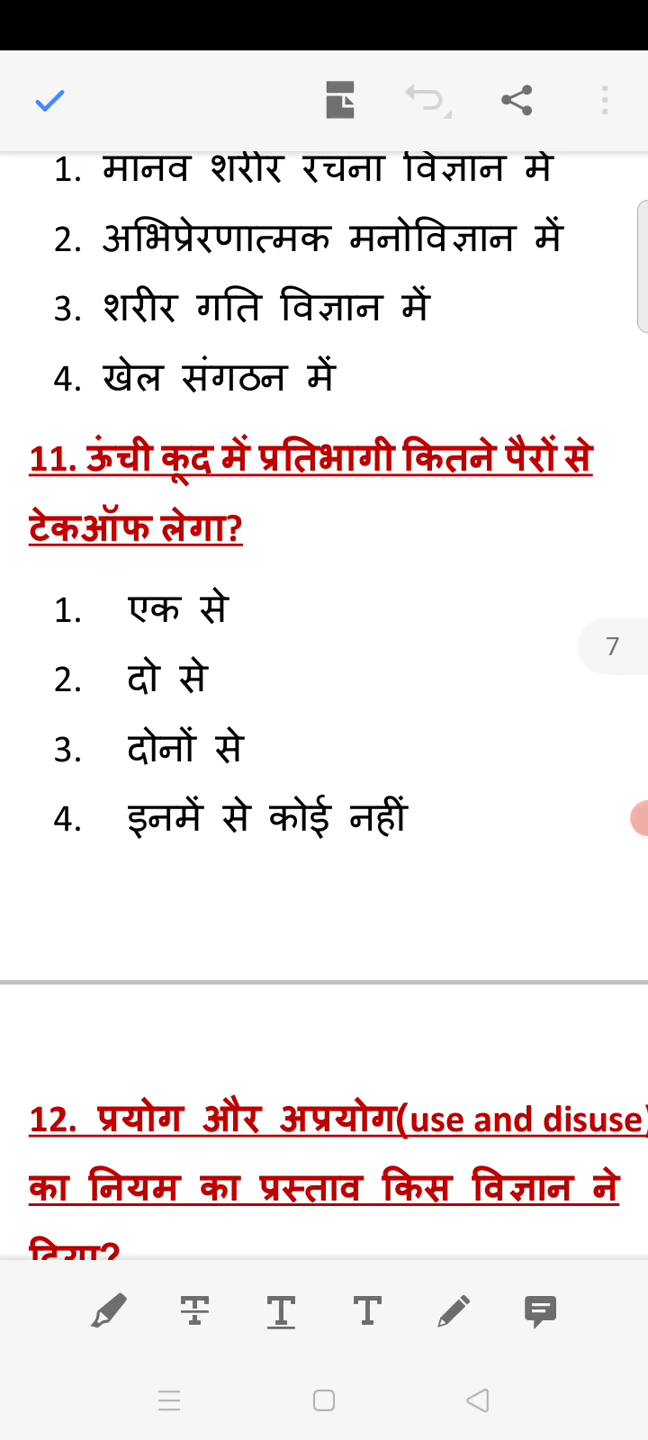 1. मानव शरीर रचना विज्ञान में
2. अभिप्रेरणात्मक मनोविज्ञान में
3. शरीर गति विज्ञान में
4. खेल संगठन में
11. ऊंची कूद में प्रतिभागी कितने पैरों से
टेकऑफ लेगा?
1. एक से
2. दो से
3. दोनों से
4. इनमें से कोई नहीं
7
12. प्रयोग और अप्रयोग(use and disuse)
का नियम का प्रस्ताव किस विज्ञान ने
दिया?